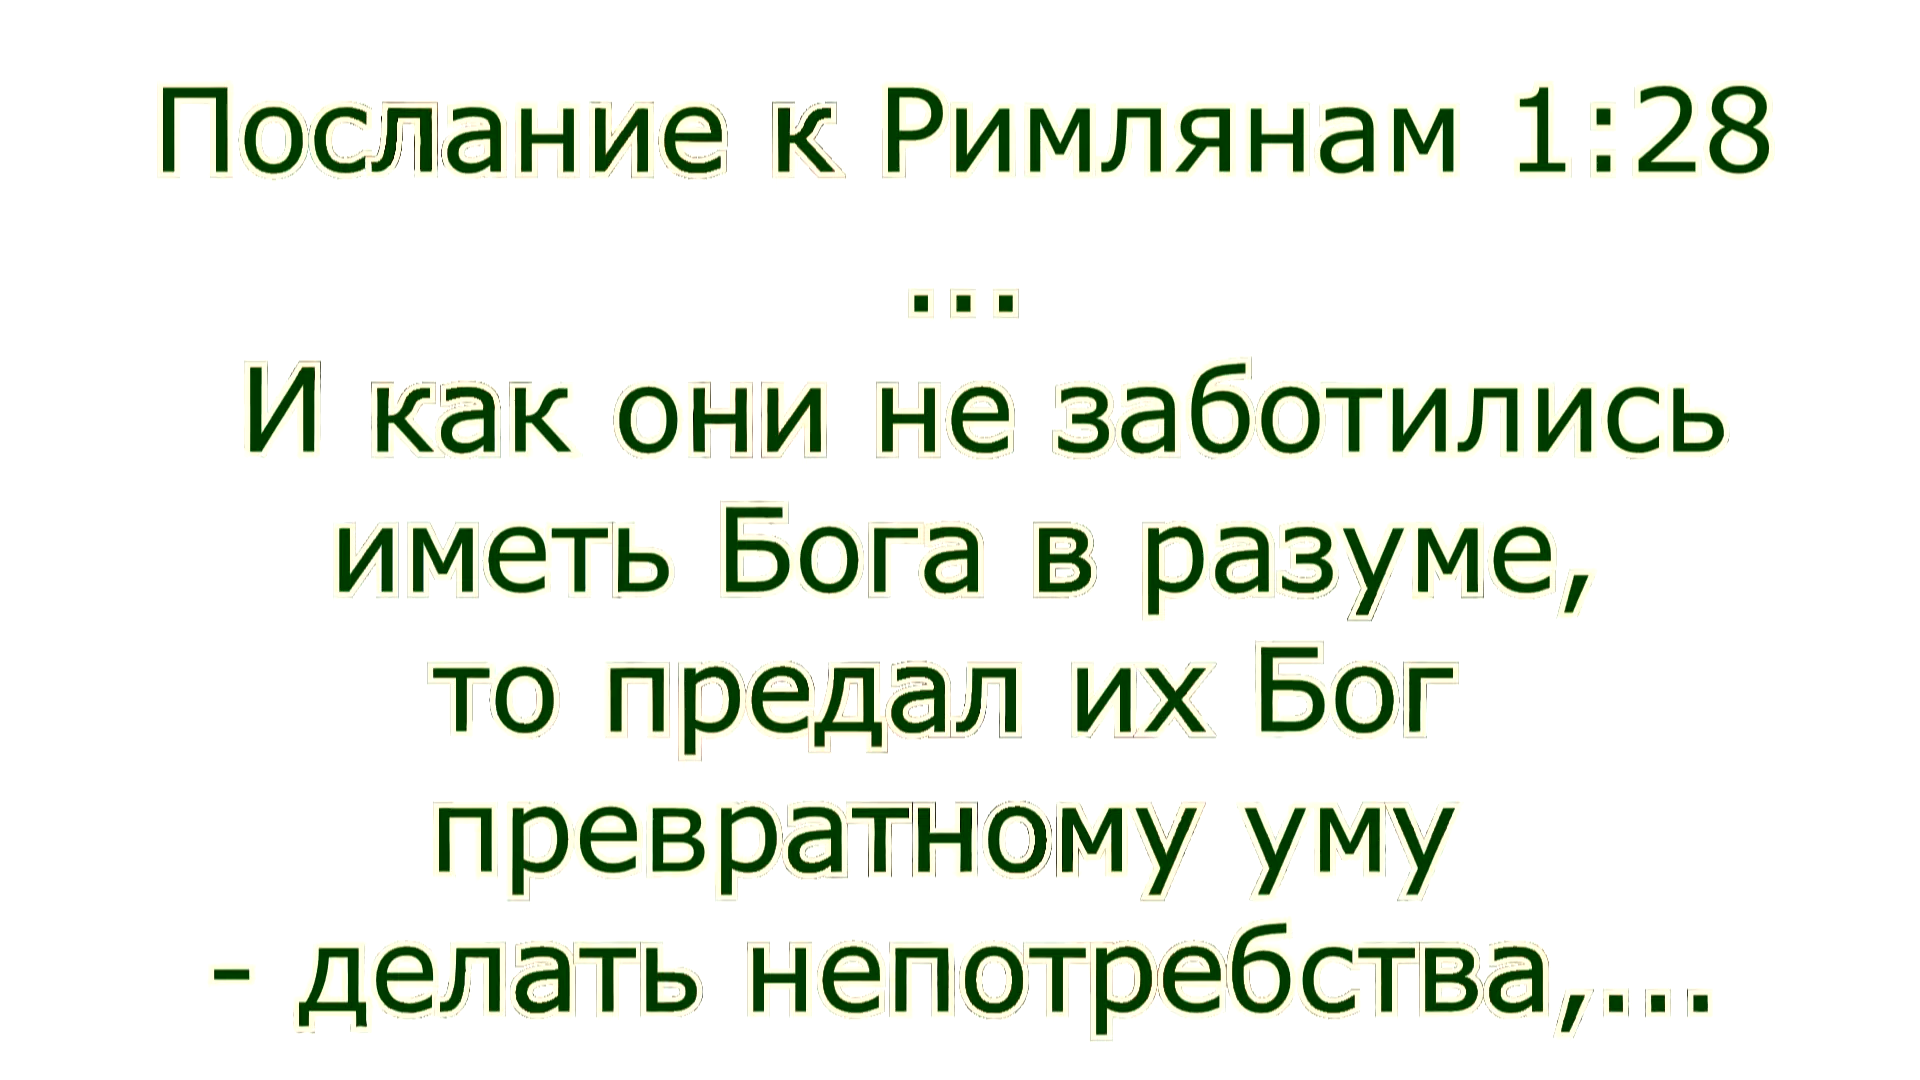 Послание к Римлянам 1:28
...
И как они не заботились
иметь Бога в разуме,
то предал их Бог
превратному уму
- делать непотребства,...